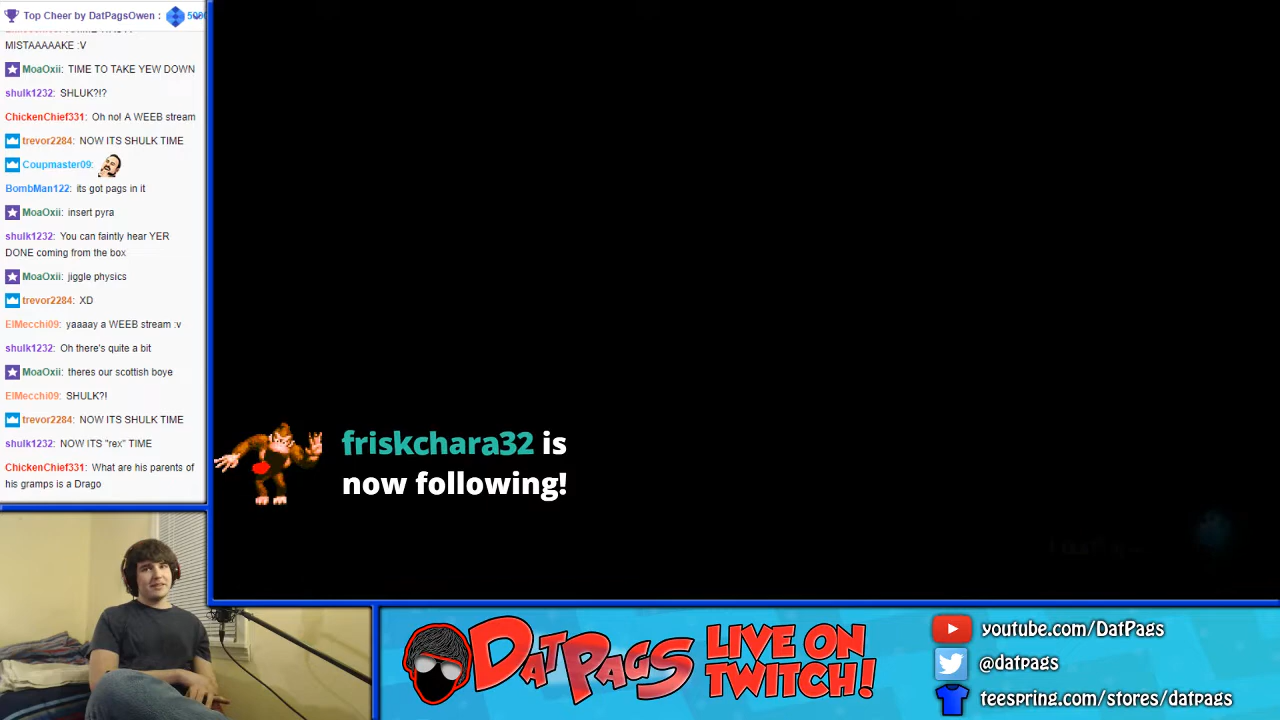 Top Cheer by DatPagsOwen :
MISTAAAAAKE :V
MoaOxii: TIME TO TAKE YEW DOWN
shulk1232: SHLUK?!?
ChickenChief331: Oh no! A WEEB stream
trevor2284: NOW ITS SHULK TIME
Coupmaster09:
BombMan122: its got pags in it
MoaOxii: insert pyra
shulk1232: You can faintly hear YER
DONE coming from the box
MoaOxii: jiggle physics
trevor2284: XD
ElMecchi09: yaaaay a WEEB stream :v
shulk1232: Oh there's quite a bit
MoaOxii: theres our scottish boye
ElMecchi09: SHULK?!
trevor2284: NOW ITS SHULK TIME
shulk1232: NOW ITS "rex" TIME
ChickenChief331: What are his parents of
his gramps is a Drago
friskchara32 is
now following!
DATPAGS LIVE ON
TWITCH!
youtube.com/DatPags
@datpags
teespring.com/stores/datpags